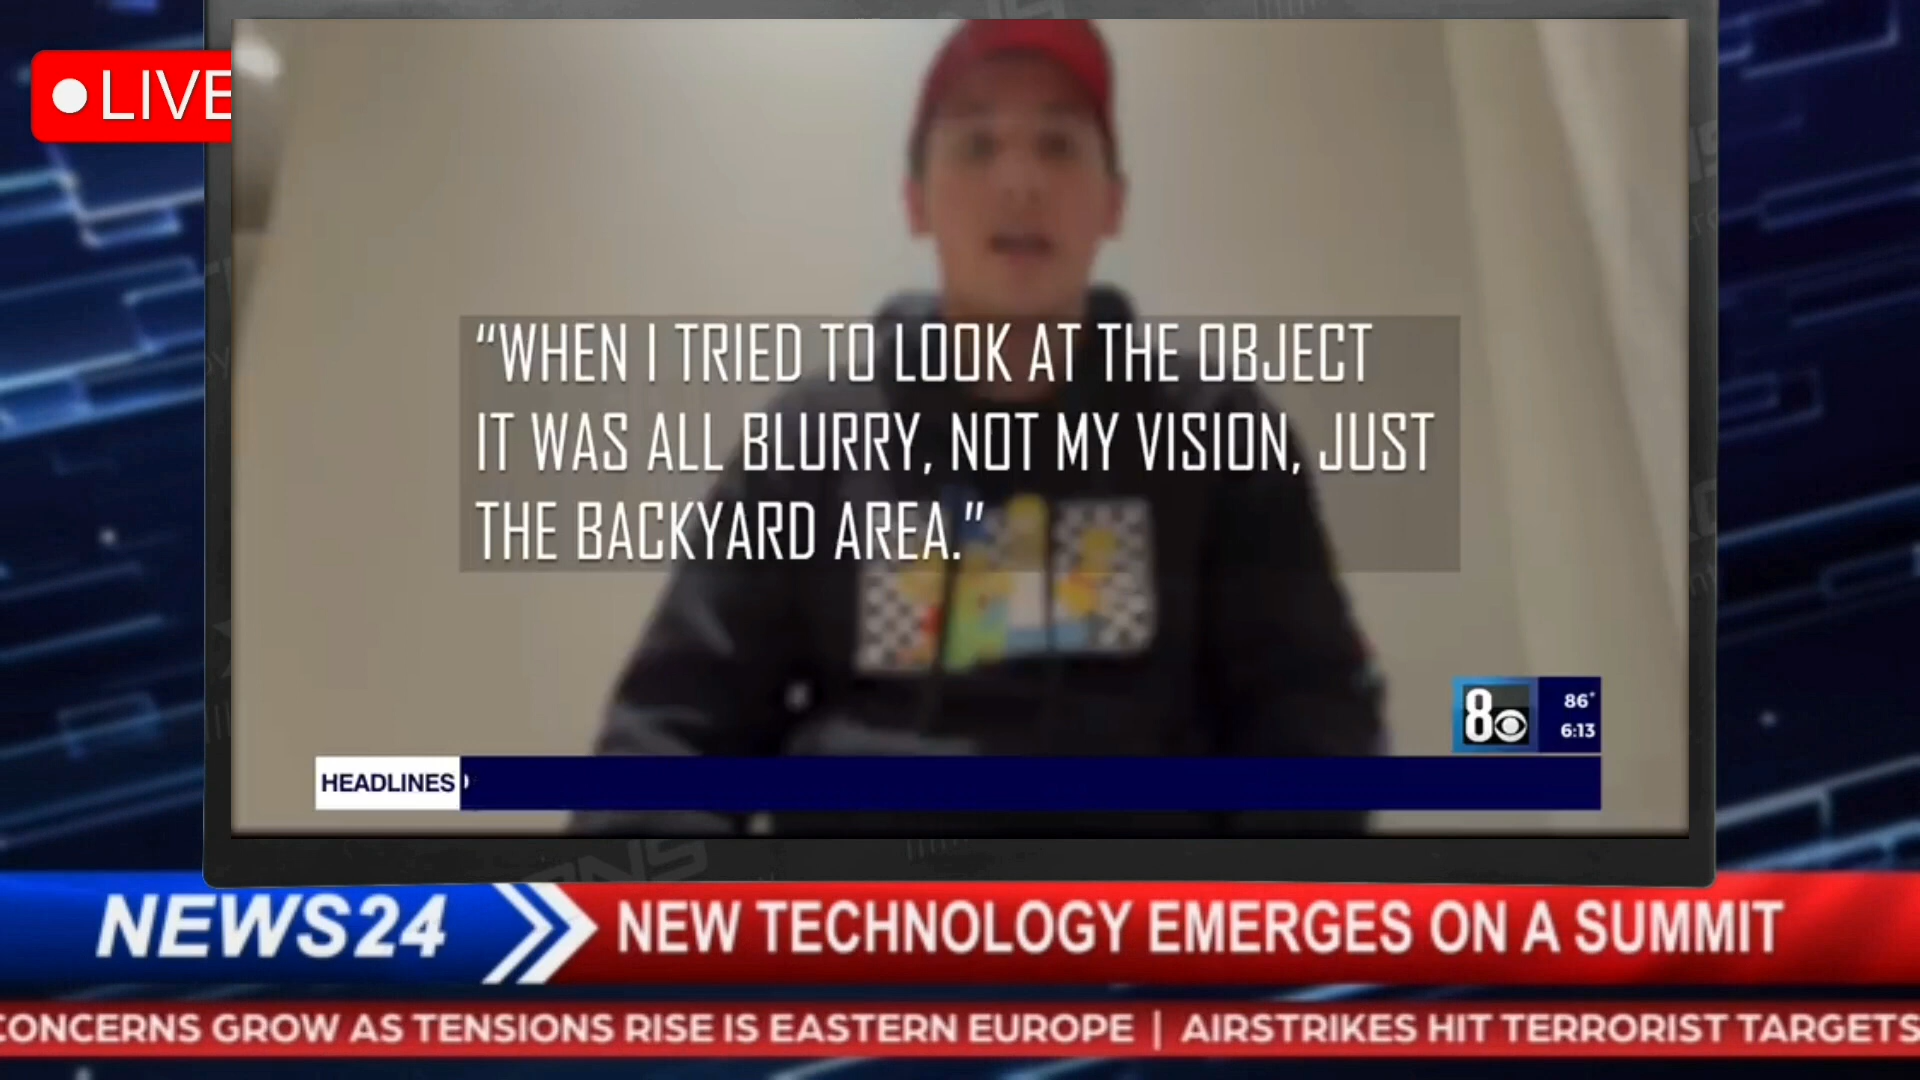 LIVE
“WHEN I TRIED TO LOOK AT THE OBJECT
IT WAS ALL BLURRY, NOT MY VISION, JUST
THE BACKYARD AREA.”
8
86°
6:13
HEADLINES
NEWS24
NEW TECHNOLOGY EMERGES ON A SUMMIT
CONCERNS GROW AS TENSIONS RISE IS EASTERN EUROPE | AIRSTRIKES HIT TERRORIST TARGETS